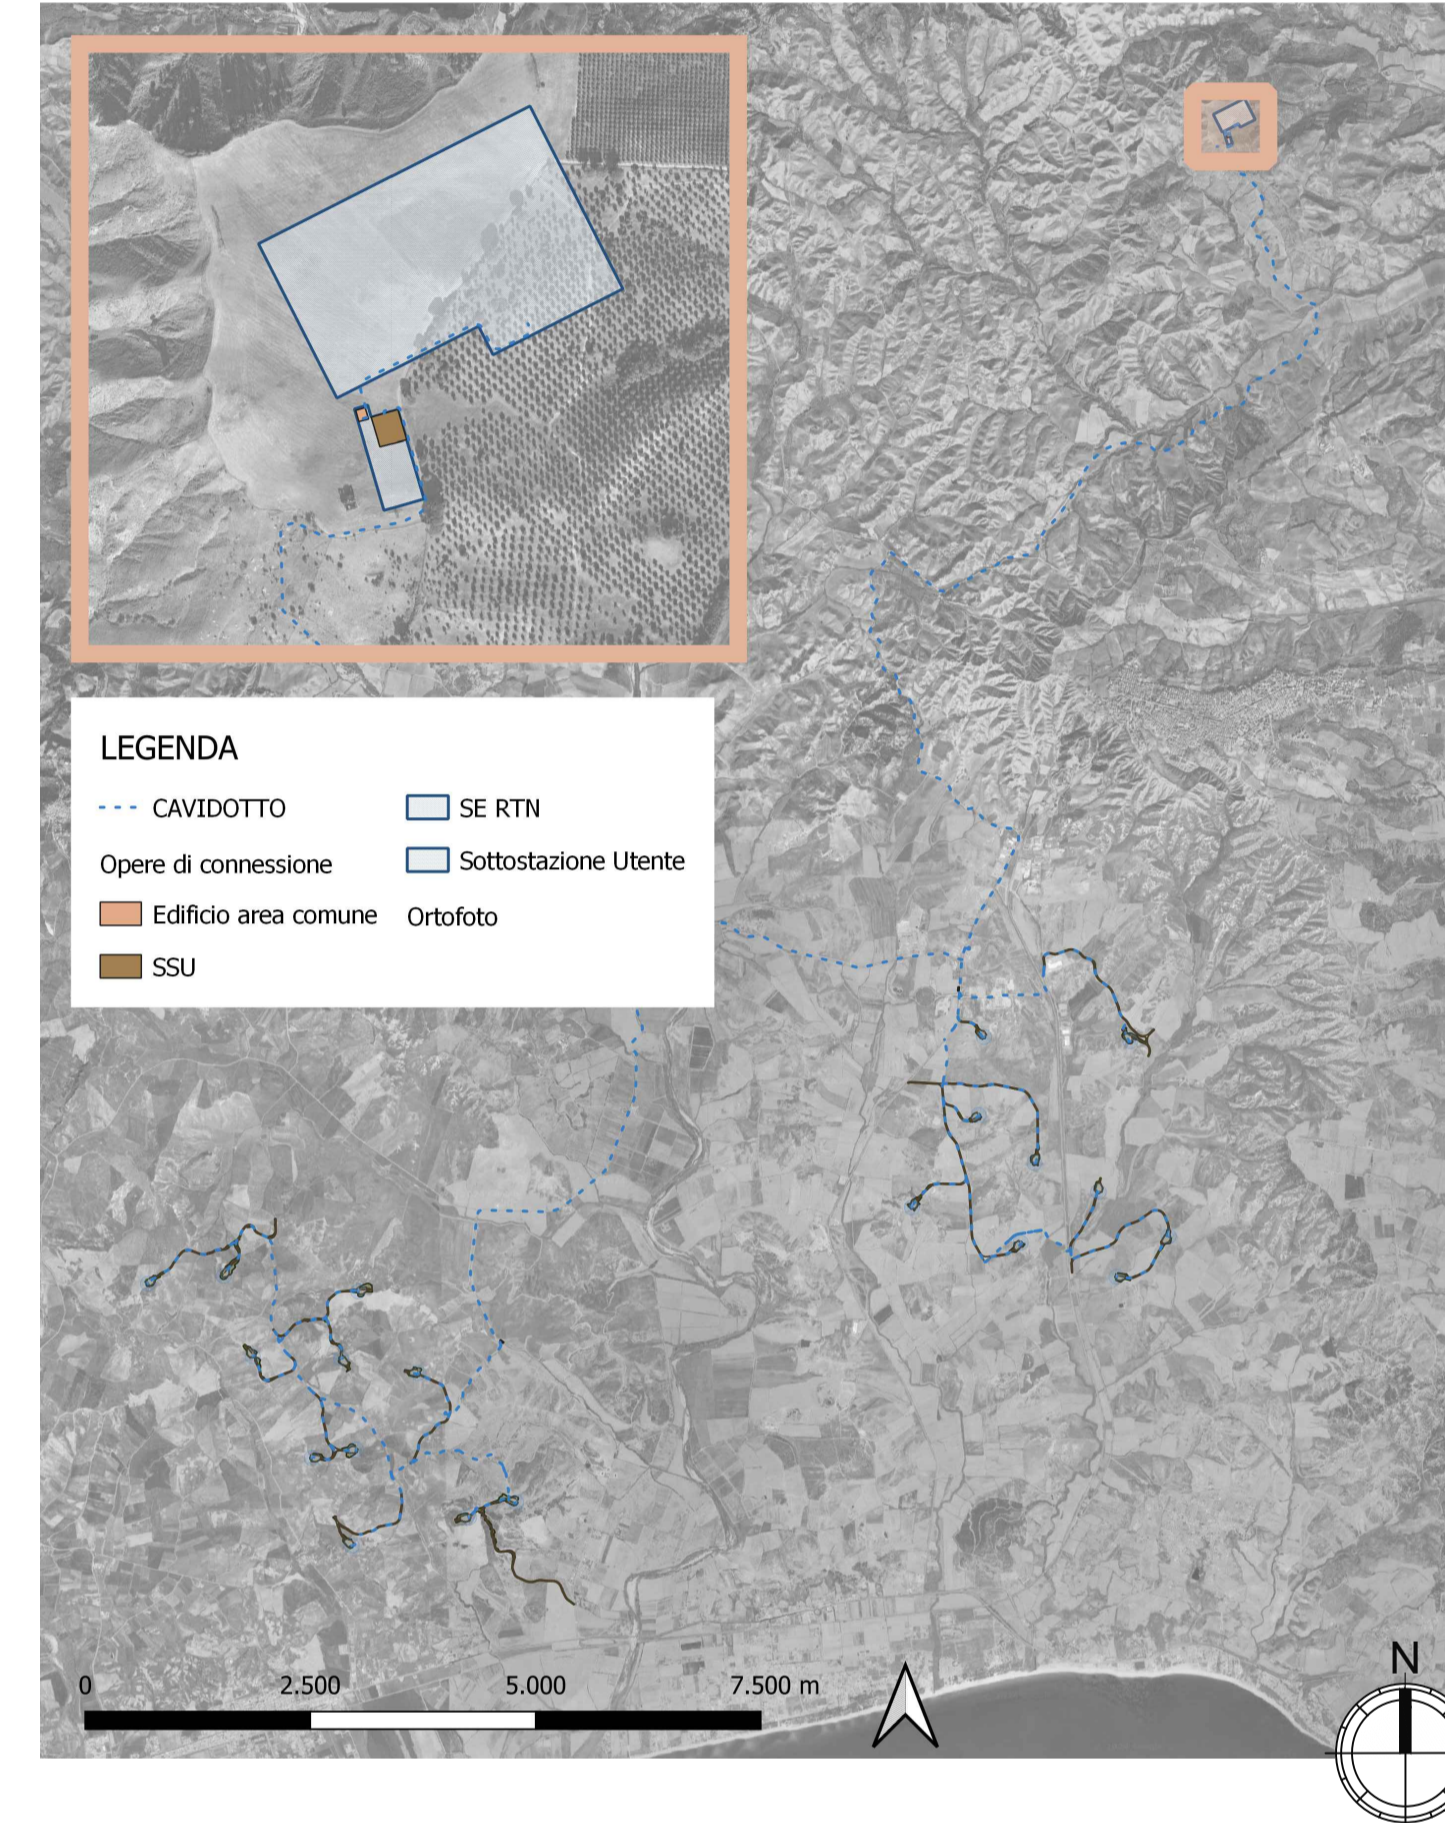 LEGENDA
CAVIDOTTO
Opere di connessione
Edificio area comune
SSU
SE RTN
Sottostazione Utente
Ortofoto
0 2.500 5.000 7.500 m
N